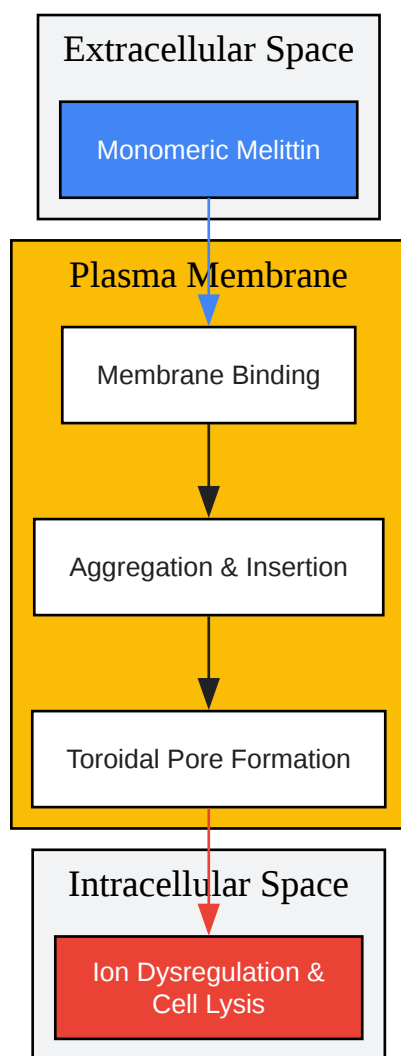 Extracellular Space
Monomeric Melittin
Plasma Membrane
Membrane Binding
Aggregation & Insertion
Toroidal Pore Formation
Intracellular Space
Ion Dysregulation &
Cell Lysis